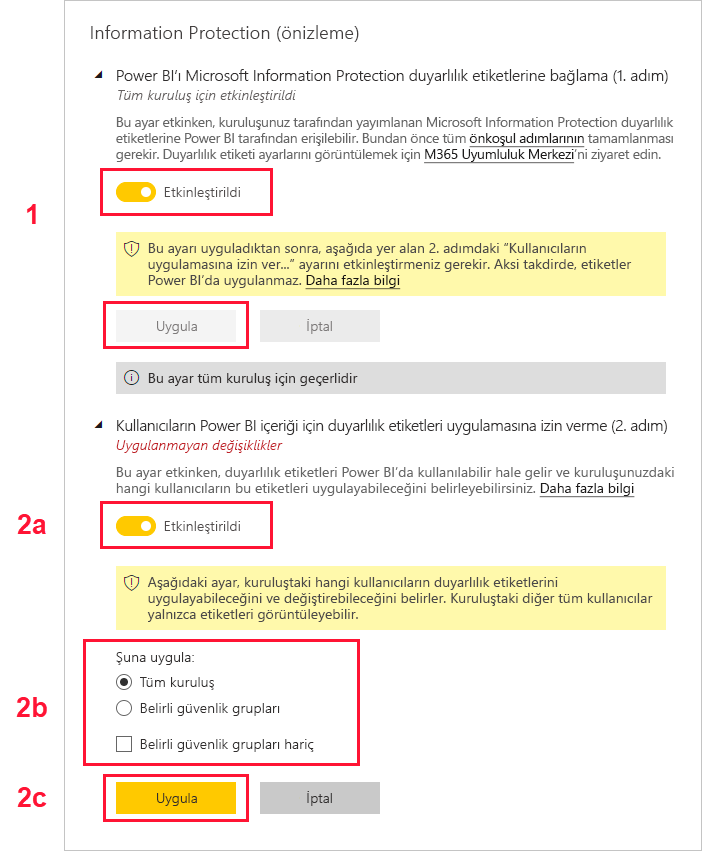 Information Protection (önizleme)
Power BI'ı Microsoft Information Protection duyarlılık etiketlerine bağlama (1. adım)
Tüm kuruluş için etkinleştirildi
Bu ayar etkinken, kuruluşunuz tarafından yayımlanan Microsoft Information Protection duyarlılık
etiketlerine Power BI tarafından erişilebilir. Bundan önce tüm önkoşul adımlarının tamamlanması
gerekir. Duyarlılık etiketi ayarlarını görüntülemek için M365 Uyumluluk Merkezi'ni ziyaret edin.
1
Etkinleştirildi
Bu ayarı uyguladıktan sonra, aşağıda yer alan 2. adımdaki “Kullanıcıların
uygulamasına izin ver...” ayarını etkinleştirmeniz gerekir. Aksi takdirde, etiketler
Power BI'da uygulanmaz. Daha fazla bilgi
Uygula İptal
Bu ayar tüm kuruluş için geçerlidir
Kullanıcıların Power BI içeriği için duyarlılık etiketleri uygulamasına izin verme (2. adım)
Uygulanmayan değişiklikler
Bu ayar etkinken, duyarlılık etiketleri Power BI'da kullanılabilir hale gelir ve kuruluşunuzdaki
hangi kullanıcıların bu etiketleri uygulayabileceğini belirleyebilirsiniz. Daha fazla bilgi
2a Etkinleştirildi
Aşağıdaki ayar, kuruluştaki hangi kullanıcıların duyarlılık etiketlerini
uygulayabileceğini ve değiştirebileceğini belirler. Kuruluştaki diğer tüm kullanıcılar
yalnızca etiketleri görüntüleyebilir.
Şuna uygula:
Tüm kuruluş
2b Belirli güvenlik grupları
Belirli güvenlik grupları hariç
2c Uygula İptal